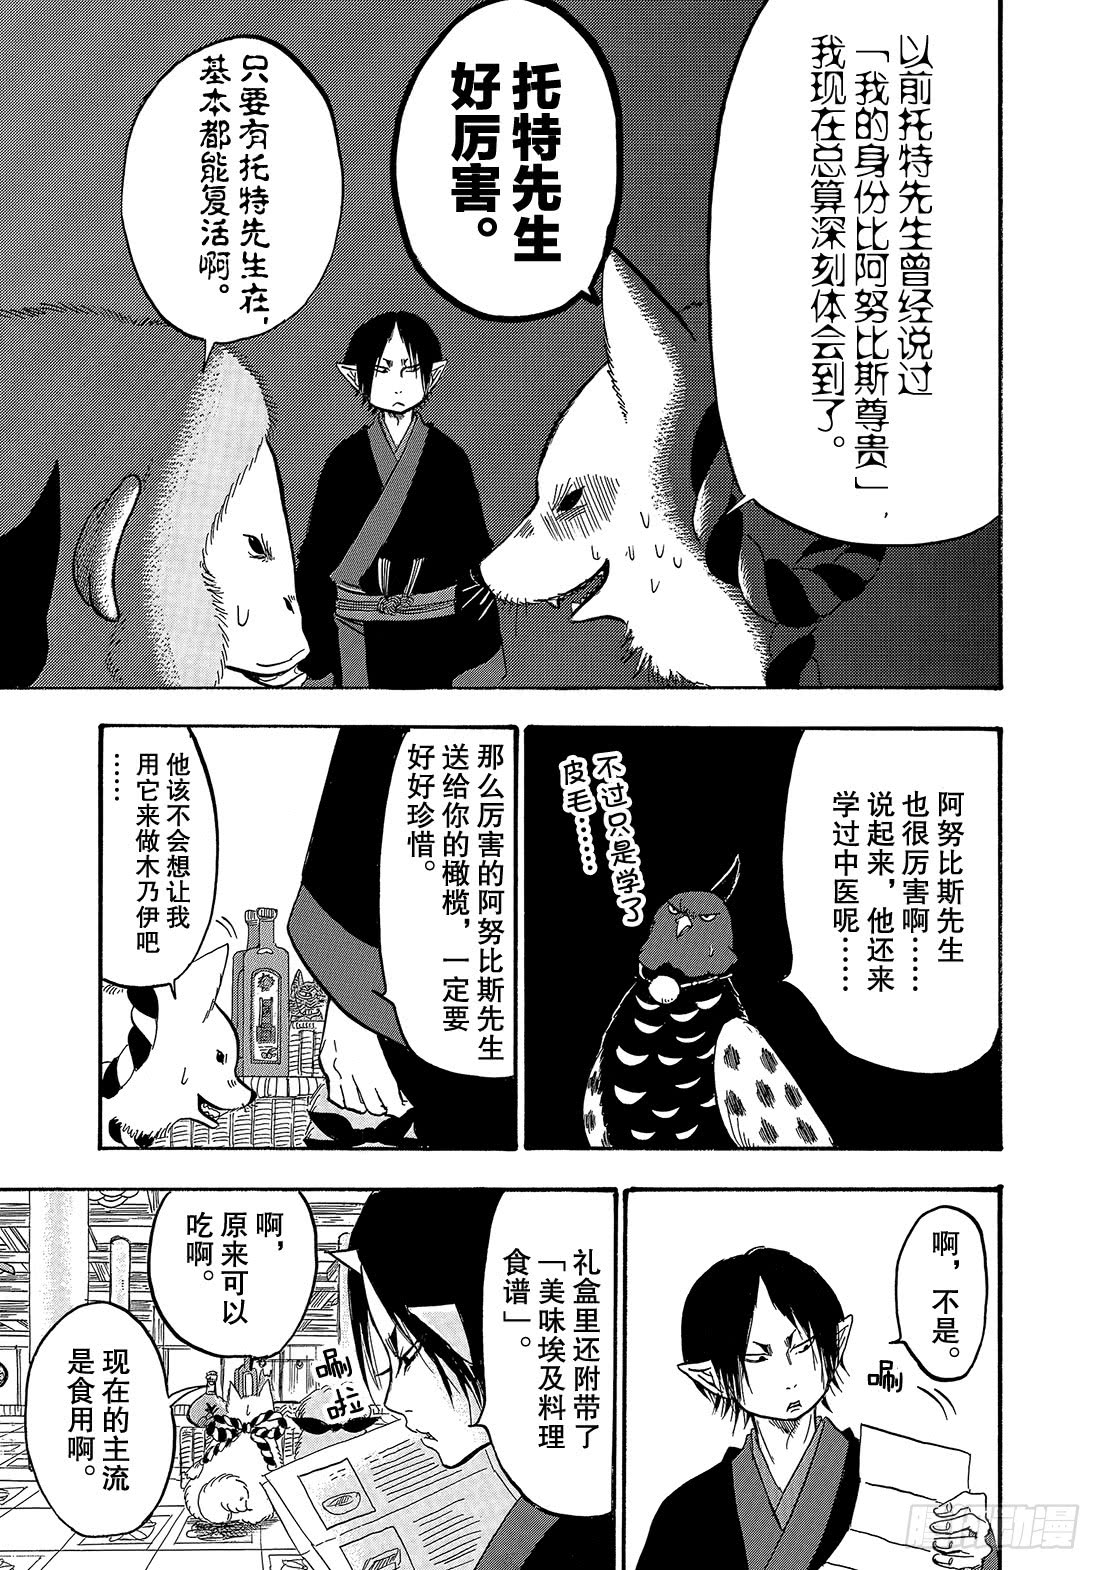 以前托特先生曾经说过
「我的身份比阿努比斯尊贵」，
我现在总算深刻体会到了。
托特先生
好厉害。
只要有托特先生在，
基本都能复活啊。
阿努比斯先生
也很厉害啊……
说起来，他还来
学过中医呢……
不过只是学了
皮毛……
那么厉害的阿努比斯先生
送给你的橄榄，一定要
好好珍惜。
他该不会想让我
用它来做木乃伊吧
……
啊，不是。
唰
礼盒里还附带了
「美味埃及料理
食谱」。
唰
啦
啊，
原来可以
吃啊。
现在的主流
是食用啊。
腾讯动漫